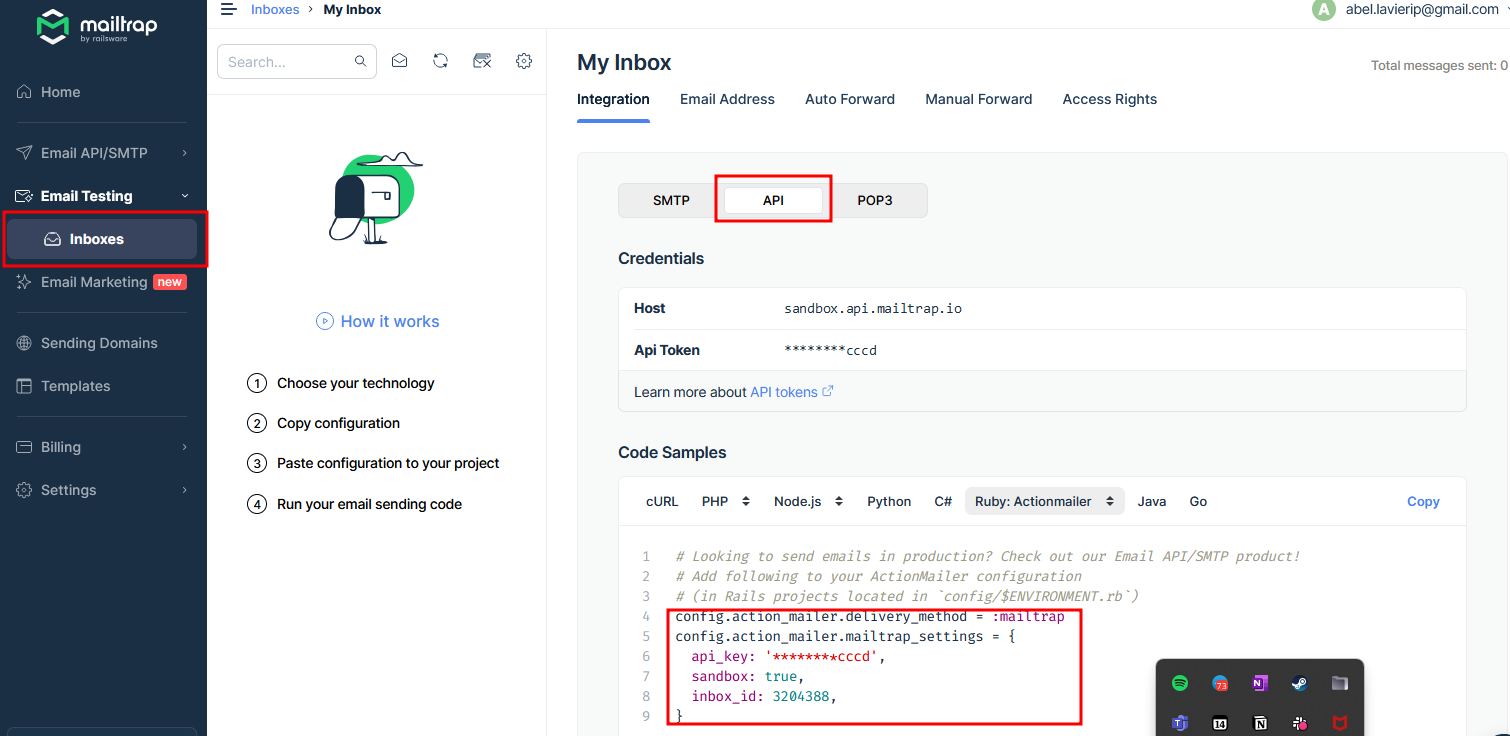 mailtrap
by railsware
Home
Email API/SMTP
Email Testing
Inboxes
Email Marketing new
Sending Domains
Templates
Billing
Settings
Inboxes › My Inbox
A abel.lavierip@gmail.com
Search...
How it works
1 Choose your technology
2 Copy configuration
3 Paste configuration to your project
4 Run your email sending code
My Inbox
Total messages sent: 0
Integration Email Address Auto Forward Manual Forward Access Rights
SMTP API POP3
Credentials
Host sandbox.api.mailtrap.io
Api Token ********cccd
Learn more about API tokens
Code Samples
cURL PHP Node.js Python C# Ruby: Actionmailer Java Go Copy
1 # Looking to send emails in production? Check out our Email API/SMTP product!
2 # Add following to your ActionMailer configuration
3 # (in Rails projects located in `config/$ENVIRONMENT.rb`)
4 config.action_mailer.delivery_method = :mailtrap
5 config.action_mailer.mailtrap_settings = {
6 api_key: '********cccd',
7 sandbox: true,
8 inbox_id: 3204388,
9 }
73 N
14 N